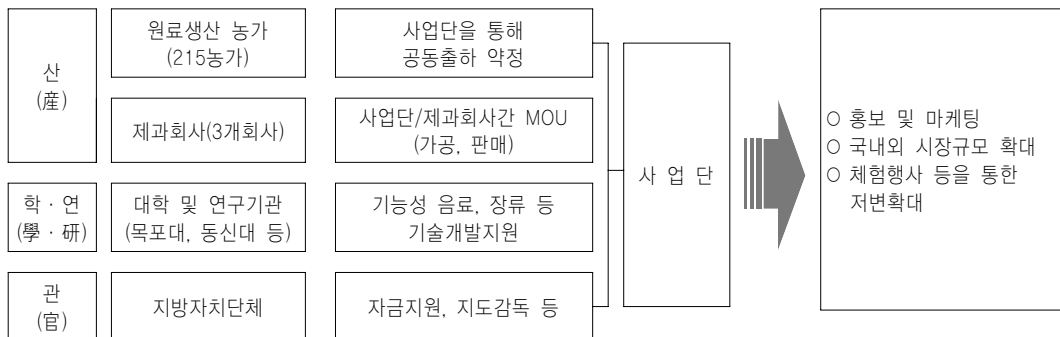 산
(産)
원료생산 농가
(215농가)
사업단을 통해
공동출하 약정
제과회사(3개회사)
사업단/제과회사간 MOU
(가공, 판매)
학 · 연
(學 · 硏)
대학 및 연구기관
(목포대, 동신대 등)
기능성 음료, 장류 등
기술개발지원
관
(官)
지방자치단체
자금지원, 지도감독 등
사 업 단
○ 홍보 및 마케팅
○ 국내외 시장규모 확대
○ 체험행사 등을 통한
저변확대